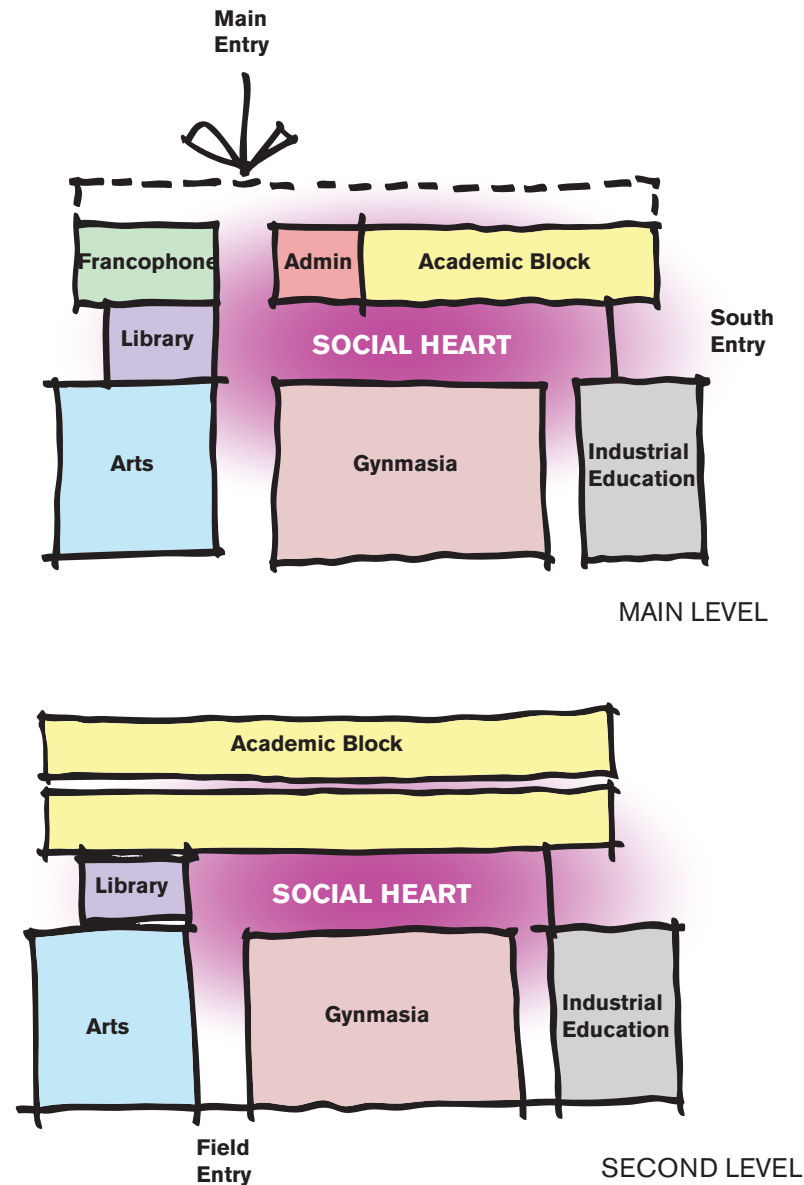 Main
Entry
Francophone
Admin
Academic Block
Library
SOCIAL HEART
South
Entry
Arts
Gynmasia
Industrial
Education
MAIN LEVEL
Academic Block
Library
SOCIAL HEART
Arts
Gynmasia
Industrial
Education
Field
Entry
SECOND LEVEL